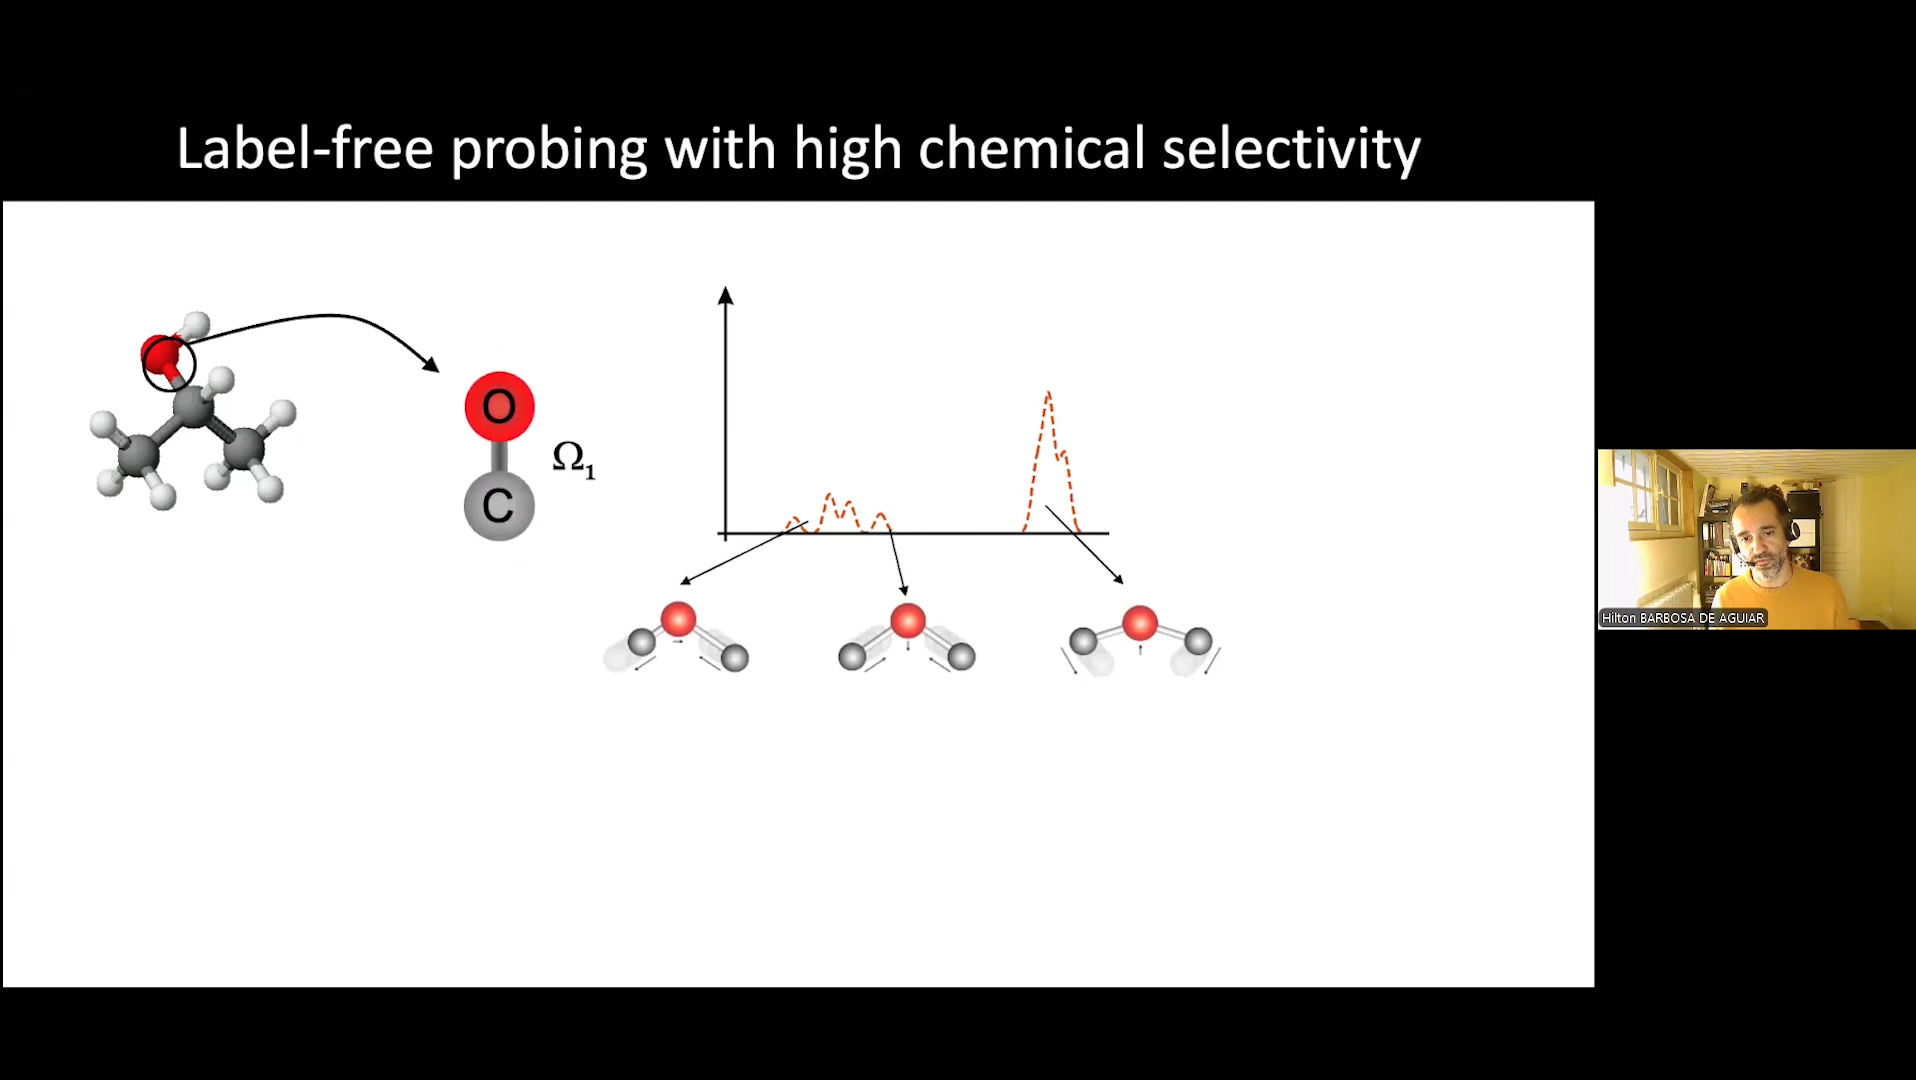 Label-free probing with high chemical selectivity
O
Ω1
C
Hilton BARBOSA DE AGUIAR